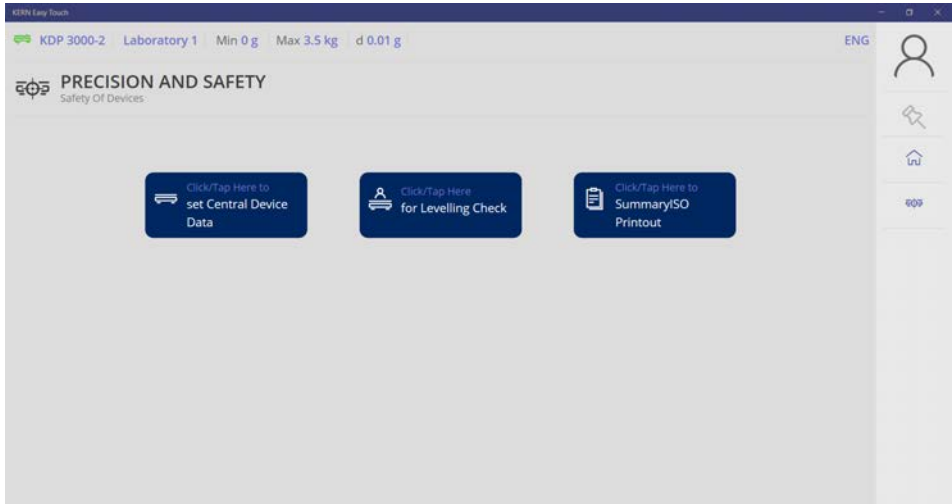 KERN Easy Touch
KDP 3000-2 Laboratory 1 Min 0 g Max 3.5 kg d 0.01 g ENG
PRECISION AND SAFETY
Safety Of Devices
Click/Tap Here to
set Central Device
Data
Click/Tap Here
for Levelling Check
Click/Tap Here to
SummaryISO
Printout